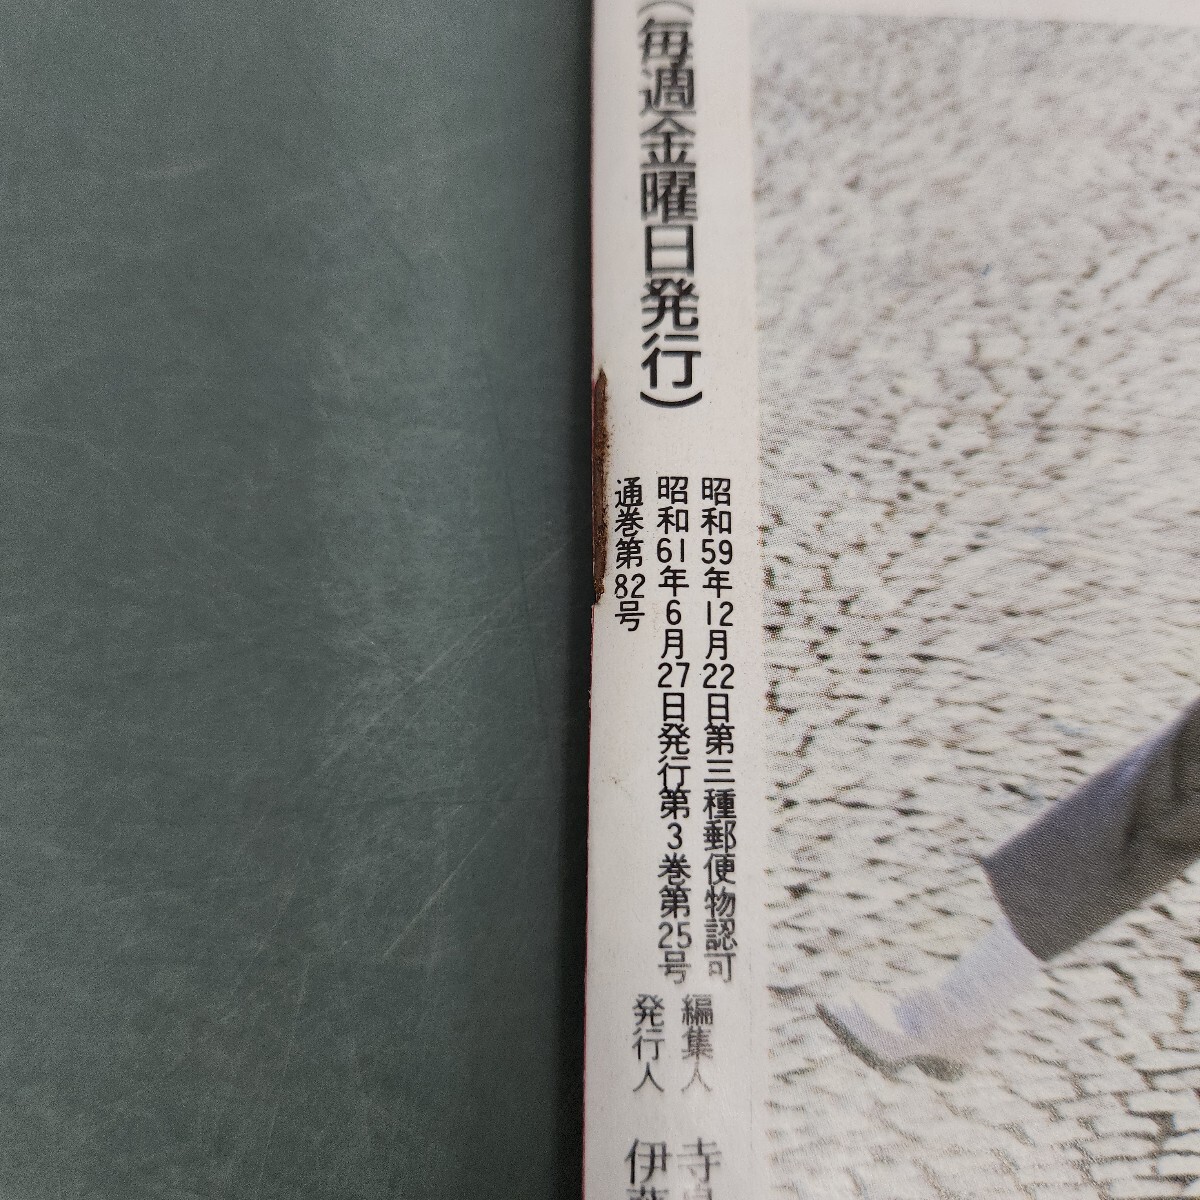 (毎週金曜日発行)
昭和59年12月22日第三種郵便物認可
昭和61年6月27日発行第3巻第25号
通巻第82号
編集人 寺
発行人 伊